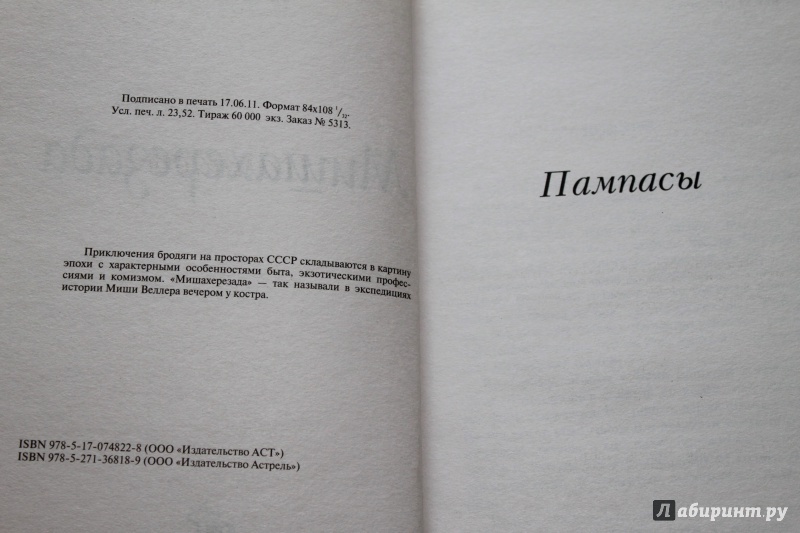 Подписано в печать 17.06.11. Формат 84х108 1/32.
Усл. печ. л. 23,52. Тираж 60 000 экз. Заказ № 5313.
Мишахерезада
Приключения бродяги на просторах СССР складываются в картину
эпохи с характерными особенностями быта, экзотическими профес-
сиями и комизмом. «Мишахерезада» — так называли в экспедициях
истории Миши Веллера вечером у костра.
ISBN 978-5-17-074822-8 (ООО «Издательство АСТ»)
ISBN 978-5-271-36818-9 (ООО «Издательство Астрель»)
Пампасы
Лабиринт.ру